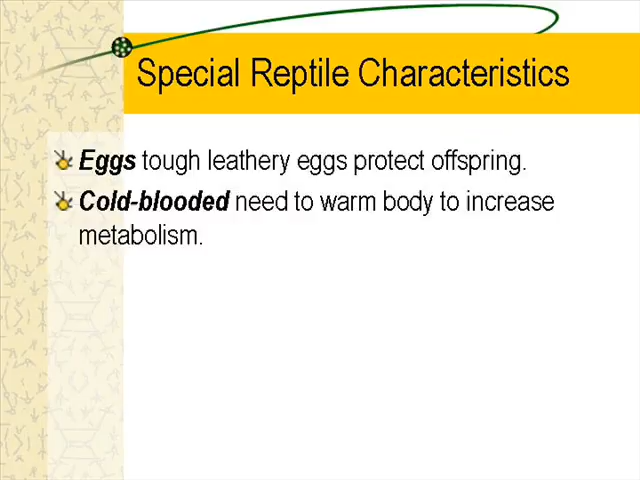 Special Reptile Characteristics
Eggs tough leathery eggs protect offspring.
Cold-blooded need to warm body to increase
metabolism.